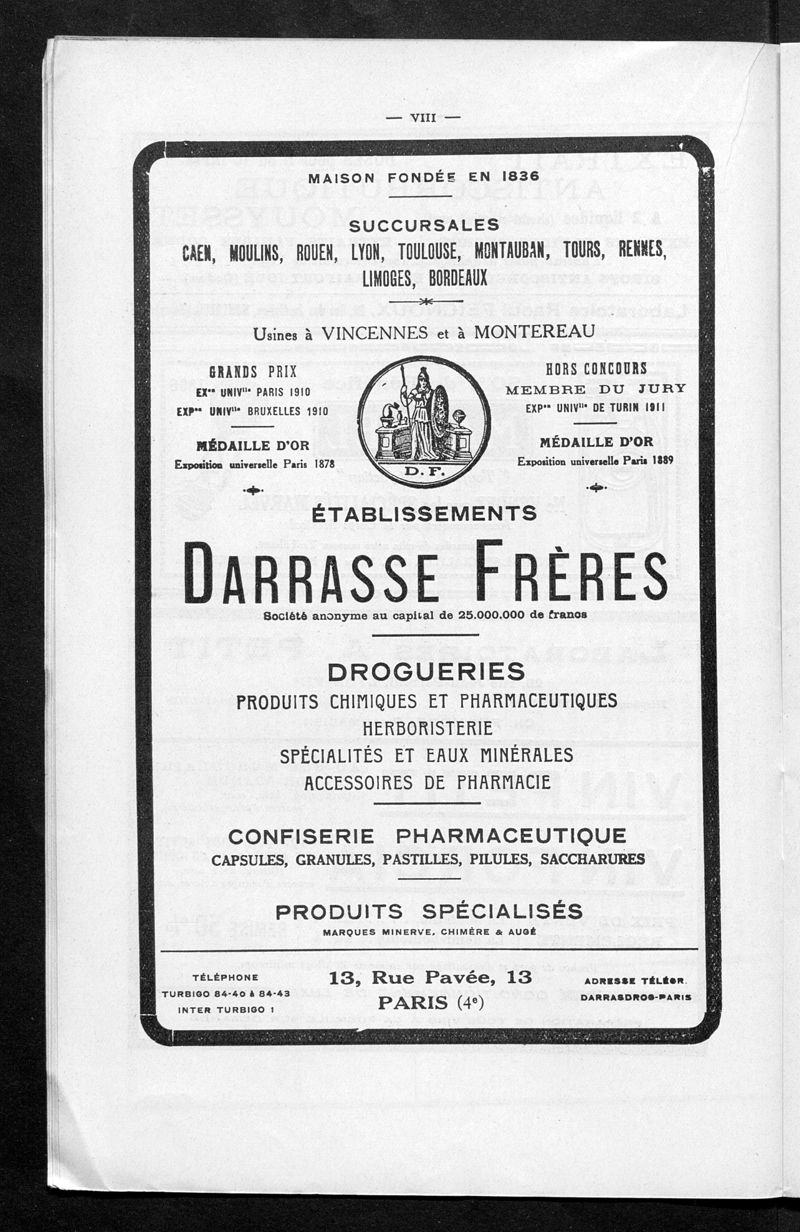 — VIII —
MAISON FONDÉE EN 1836
SUCCURSALES
CAEN, MOULINS, ROUEN, LYON, TOULOUSE, MONTAUBAN, TOURS, RENNES,
LIMOGES, BORDEAUX
Usines à VINCENNES et à MONTEREAU
GRANDS PRIX
EXᵒⁿ UNIVˡˡᵉ PARIS 1910
EXPᵒⁿ UNIVˡˡᵉ BRUXELLES 1910
MÉDAILLE D'OR
Exposition universelle Paris 1878
D. F.
HORS CONCOURS
MEMBRE DU JURY
EXPᵒⁿ UNIVˡˡᵉ DE TURIN 1911
MÉDAILLE D'OR
Exposition universelle Paris 1889
ÉTABLISSEMENTS
DARRASSE FRÈRES
Société anonyme au capital de 25.000.000 de francs
DROGUERIES
PRODUITS CHIMIQUES ET PHARMACEUTIQUES
HERBORISTERIE
SPÉCIALITÉS ET EAUX MINÉRALES
ACCESSOIRES DE PHARMACIE
CONFISERIE PHARMACEUTIQUE
CAPSULES, GRANULES, PASTILLES, PILULES, SACCHARURES
PRODUITS SPÉCIALISÉS
MARQUES MINERVE, CHIMÈRE & AUGÉ
TÉLÉPHONE
TURBIGO 84-40 à 84-43
INTER TURBIGO 1
13, Rue Pavée, 13
PARIS (4ᵉ)
ADRESSE TÉLÉGR.
DARRASDROG-PARIS